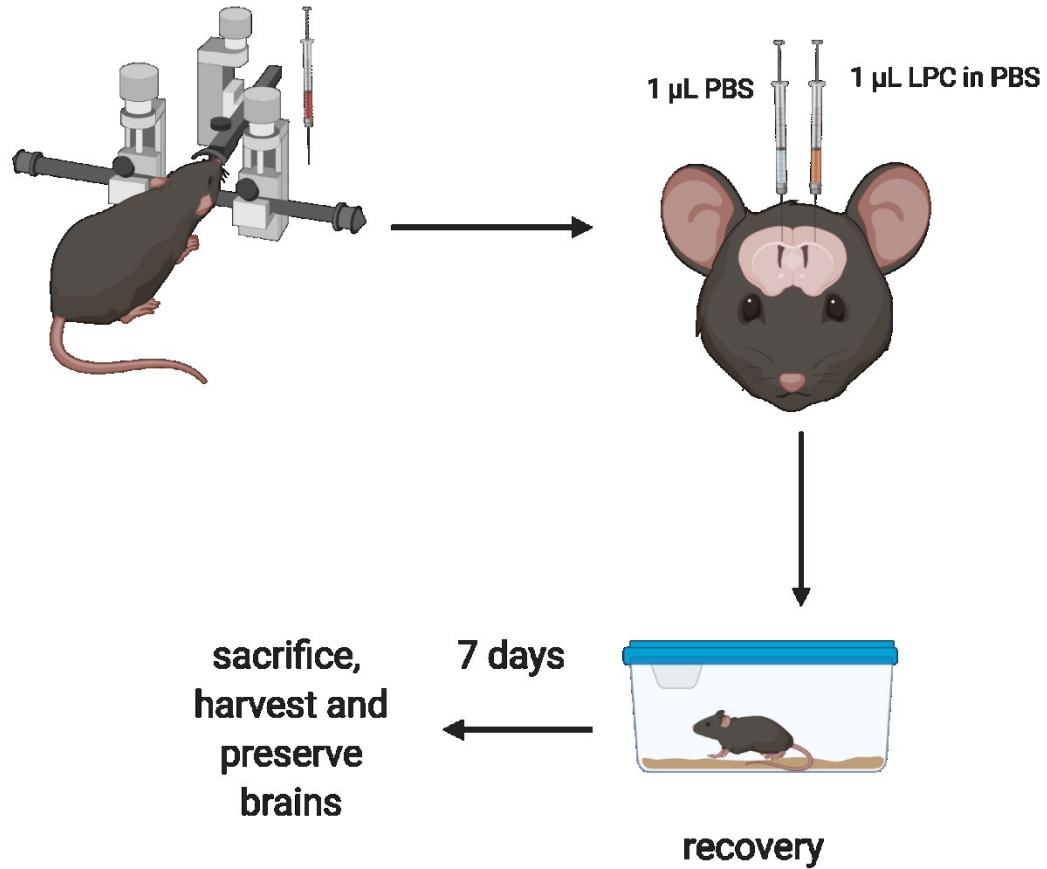 1 µL PBS
1 µL LPC in PBS
sacrifice,
harvest and
preserve
brains
7 days
recovery